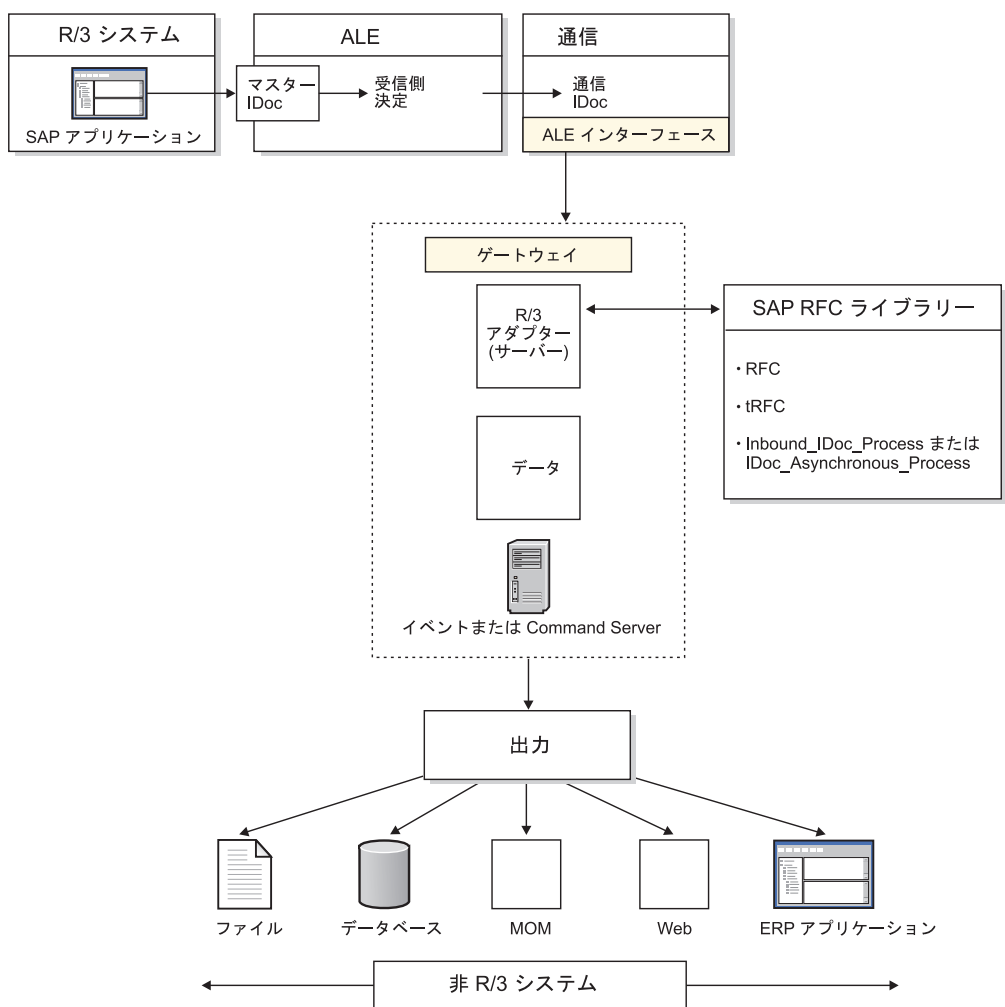 R/3 システム
ALE
通信
マスター
IDoc
受信側
決定
通信
IDoc
SAP アプリケーション
ALE インターフェース
ゲートウェイ
R/3
アダプター
(サーバー)
SAP RFC ライブラリー
・RFC
・tRFC
・Inbound_IDoc_Process または
IDoc_Asynchronous_Process
データ
イベントまたは Command Server
出力
ファイル
データベース
MOM
Web
ERP アプリケーション
非 R/3 システム